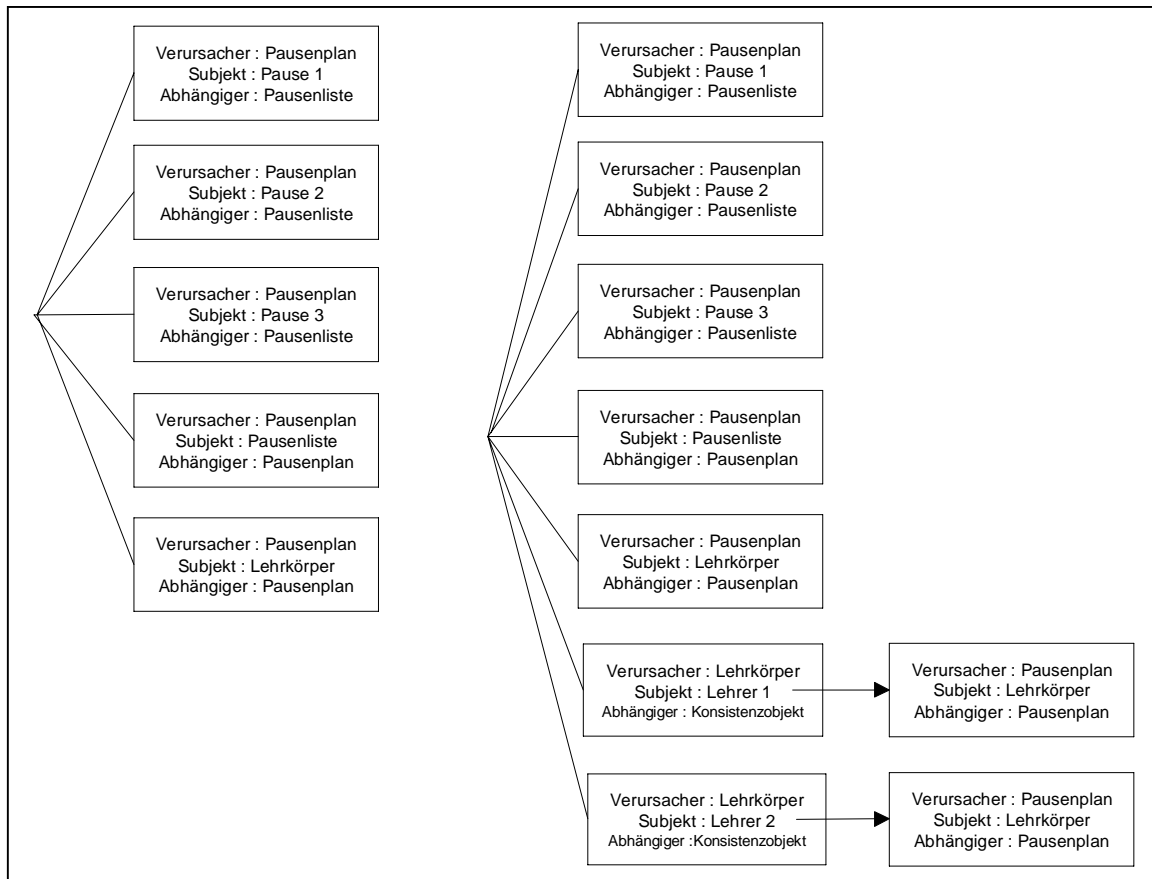 Verursacher : Pausenplan
Subjekt : Pause 1
Abhängiger : Pausenliste
Verursacher : Pausenplan
Subjekt : Pause 2
Abhängiger : Pausenliste
Verursacher : Pausenplan
Subjekt : Pause 3
Abhängiger : Pausenliste
Verursacher : Pausenplan
Subjekt : Pausenliste
Abhängiger : Pausenplan
Verursacher : Pausenplan
Subjekt : Lehrkörper
Abhängiger : Pausenplan
Verursacher : Pausenplan
Subjekt : Pause 1
Abhängiger : Pausenliste
Verursacher : Pausenplan
Subjekt : Pause 2
Abhängiger : Pausenliste
Verursacher : Pausenplan
Subjekt : Pause 3
Abhängiger : Pausenliste
Verursacher : Pausenplan
Subjekt : Pausenliste
Abhängiger : Pausenplan
Verursacher : Pausenplan
Subjekt : Lehrkörper
Abhängiger : Pausenplan
Verursacher : Lehrkörper
Subjekt : Lehrer 1
Abhängiger : Konsistenzobjekt
Verursacher : Pausenplan
Subjekt : Lehrkörper
Abhängiger : Pausenplan
Verursacher : Lehrkörper
Subjekt : Lehrer 2
Abhängiger :Konsistenzobjekt
Verursacher : Pausenplan
Subjekt : Lehrkörper
Abhängiger : Pausenplan